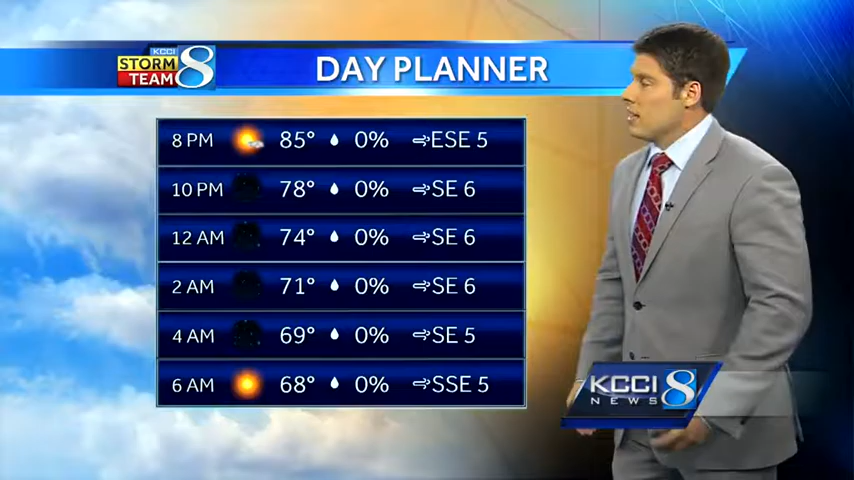 KCCI
STORM
TEAM 8
DAY PLANNER
8 PM 85° 0% ESE 5
10 PM 78° 0% SE 6
12 AM 74° 0% SE 6
2 AM 71° 0% SE 6
4 AM 69° 0% SE 5
6 AM 68° 0% SSE 5
KCCI 8
NEWS